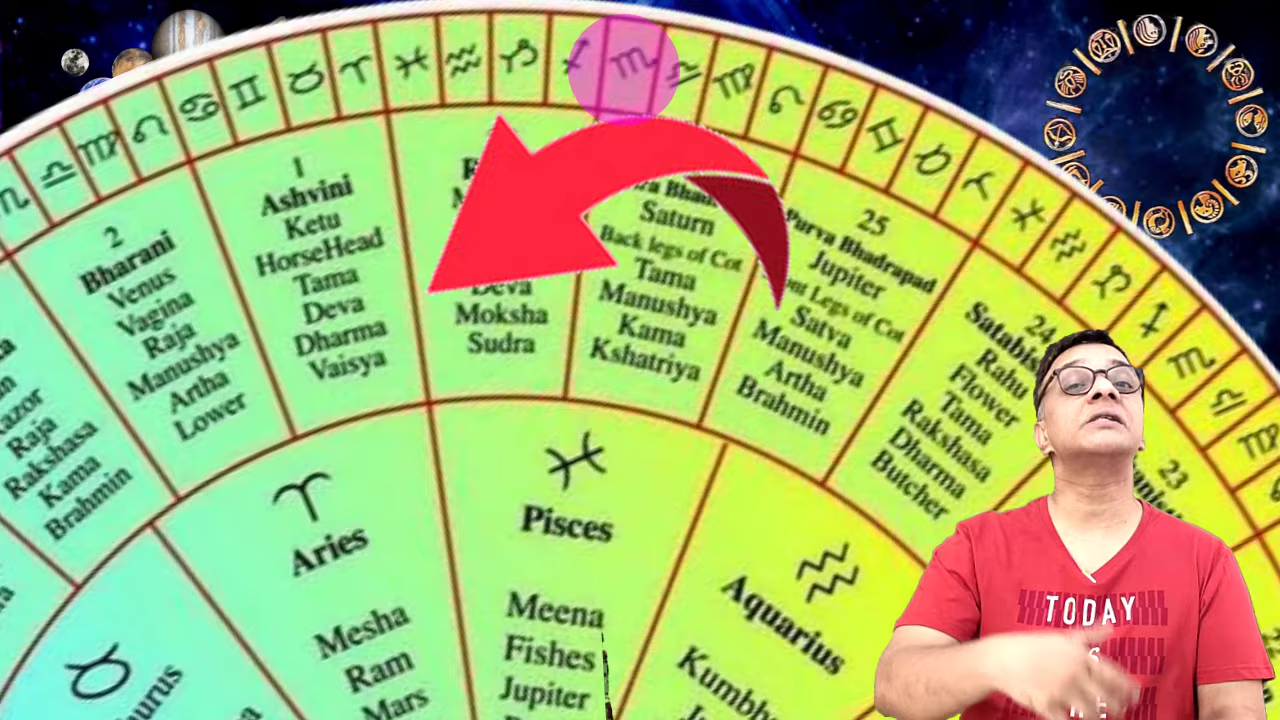 2
Bharani
Venus
Vagina
Raja
Manushya
Artha
Lower
1
Ashvini
Ketu
HorseHead
Tama
Deva
Dharma
Vaisya
Deva
Moksha
Sudra
Saturn
Back legs of Cot
Tama
Manushya
Kama
Kshatriya
25
Purva Bhadrapad
Jupiter
Legs of Cot
Satva
Manushya
Artha
Brahmin
24
Rahu
Flower
Tama
Rakshasa
Dharma
Butcher
23
Raja
Rakshasa
Kama
Brahmin
Aries
Mesha
Ram
Mars
Pisces
Meena
Fishes
Jupiter
Aquarius
TODAY